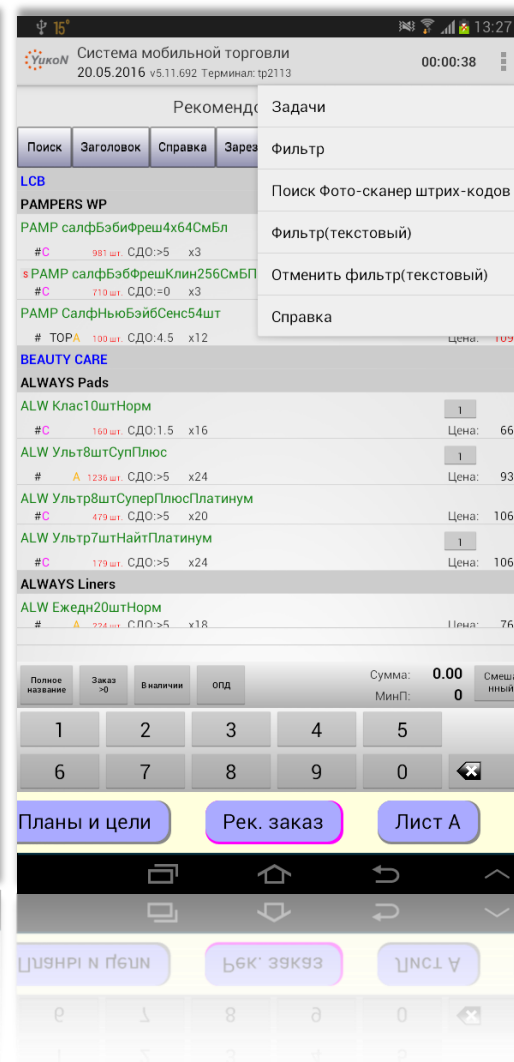 15° 13:27
YukoN Система мобильной торговли 00:00:38
20.05.2016 v5.11.692 Терминал: tp2113
Задачи
Фильтр
Поиск Фото-сканер штрих-кодов
Фильтр(текстовый)
Отменить фильтр(текстовый)
Справка
Поиск Заголовок Справка
LCB
PAMPERS WP
PAMP салфБэбиФреш4x64СмБл
#C 981 шт. СДО:>5 x3
s PAMP салфБэбФрешКлин256СмБП
#C 710 шт. СДО:=0 x3
PAMP СалфНьюБэйбСенс54шт
# TOPA 100 шт. СДО:4.5 x12 Цена: 109
BEAUTY CARE
ALWAYS Pads
ALW Клас10штНорм 1
#C 160 шт. СДО:1.5 x16 Цена: 66
ALW Ульт8штСупПлюс 1
# A 1236 шт. СДО:>5 x24 Цена: 93
ALW Ультр8штСуперПлюсПлатинум
#C 479 шт. СДО:>5 x20 Цена: 106
ALW Ультр7штНайтПлатинум 1
#C 179 шт. СДО:>5 x24 Цена: 106
ALWAYS Liners
ALW Ежедн20штНорм
# A 224 шт. СДО:>5 x18 Цена: 76
Полное название Заказ >0 В наличии ОПД Сумма: 0.00
МинП: 0
1 2 3 4 5
6 7 8 9 0
Планы и цели Рек. заказ Лист А